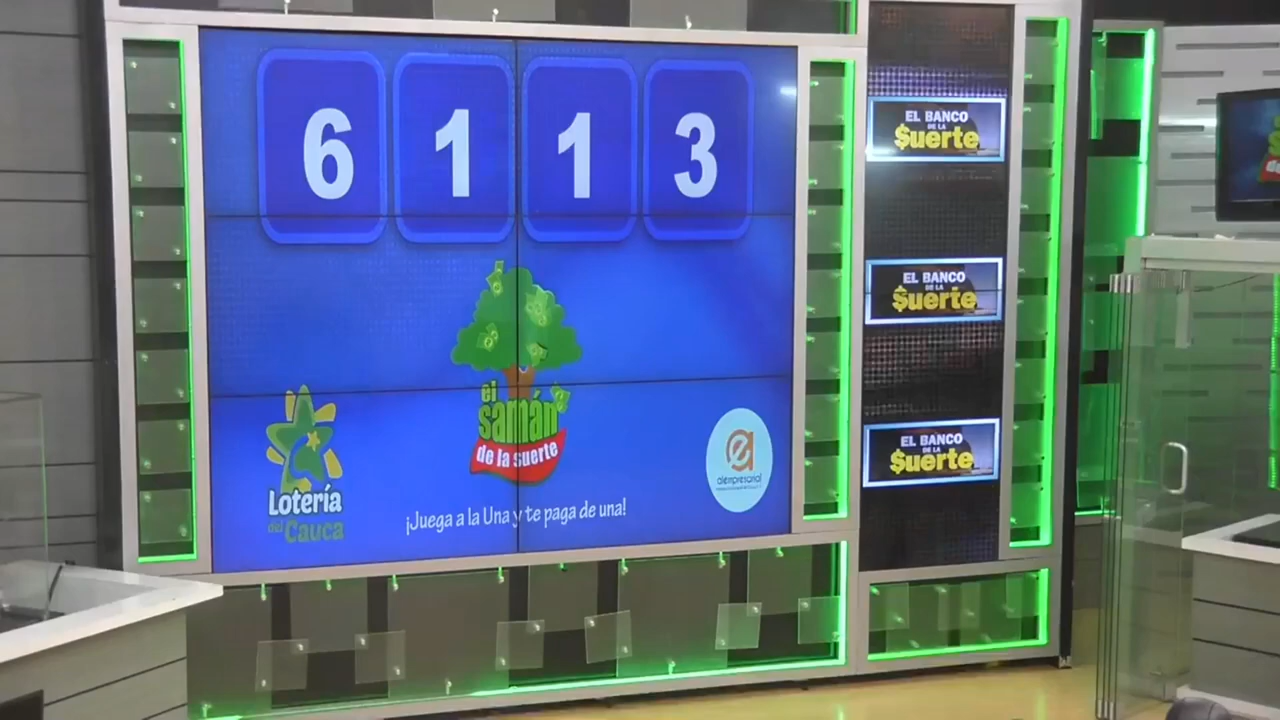 6 1 1 3
el
samán
de la suerte
Lotería
del Cauca
¡Juega a la Una y te paga de una!
EL BANCO
DE LA
$uerte
EL BANCO
DE LA
$uerte
EL BANCO
DE LA
$uerte